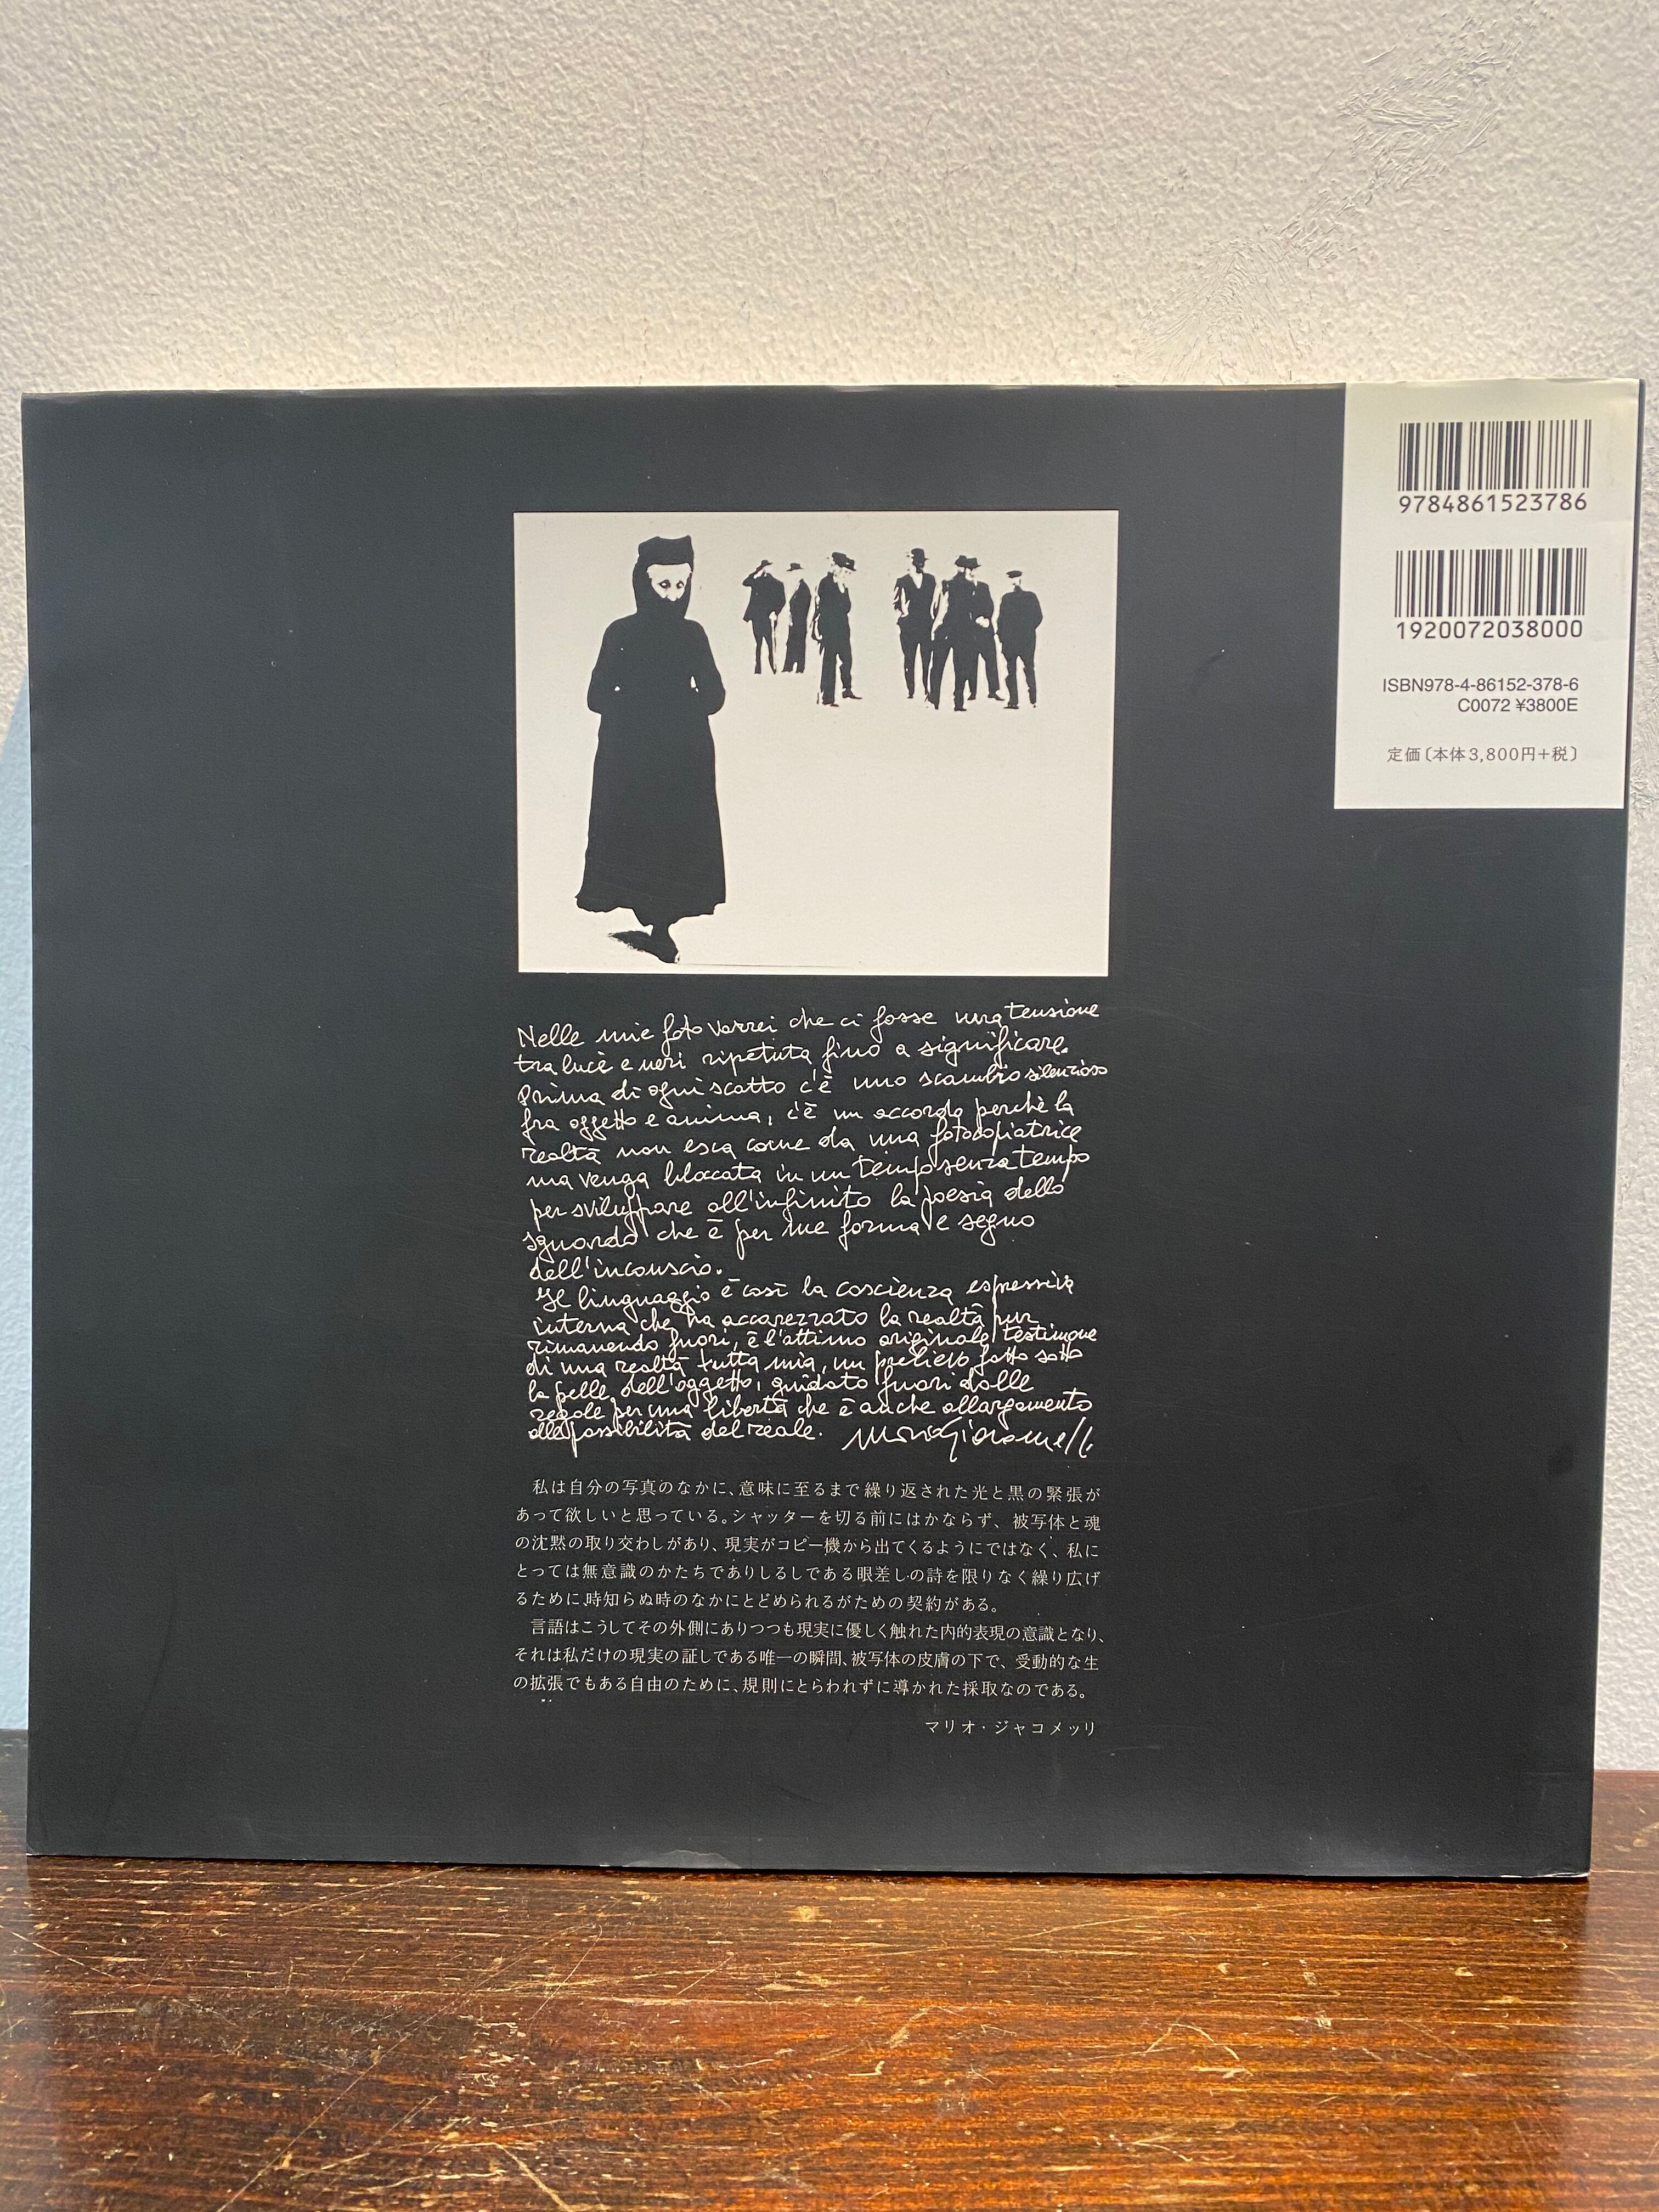 9784861523786
1920072038000
ISBN978-4-86152-378-6
C0072 ¥3800E
定価〔本体3,800円+税〕
Nelle mie foto vorrei che ci fosse una tensione
tra luce e neri ripetuta fino a significare.
Prima di ogni scatto c'è uno scambio silenzioso
fra oggetto e anima, c'è un accordo perchè la
realtà non esca come da una fotocopiatrice
ma venga bloccata in un tempo senza tempo
per sviluppare all'infinito la poesia dello
sguardo che è per me forma e segno
dell'inconscio.
Il linguaggio è così la coscienza espressiva
interna che ha accarezzato la realtà pur
rimanendo fuori, è l'attimo originale testimone
di una realtà tutta mia, un prelievo fatto sotto
la pelle dell'oggetto, guidato fuori dalle
regole per una libertà che è anche allargamento
alle possibilità del reale. Mario Giacomelli
私は自分の写真のなかに、意味に至るまで繰り返された光と黒の緊張が
あって欲しいと思っている。シャッターを切る前にはかならず、被写体と魂
の沈黙の取り交わしがあり、現実がコピー機から出てくるようにではなく、私に
とっては無意識のかたちでありしるしである眼差しの詩を限りなく繰り広げ
るために、時知らぬ時のなかにとどめられるがための契約がある。
言語はこうしてその外側にありつつも現実に優しく触れた内的表現の意識となり、
それは私だけの現実の証しである唯一の瞬間、被写体の皮膚の下で、受動的な生
の拡張でもある自由のために、規則にとらわれずに導かれた採取なのである。
マリオ・ジャコメッリ